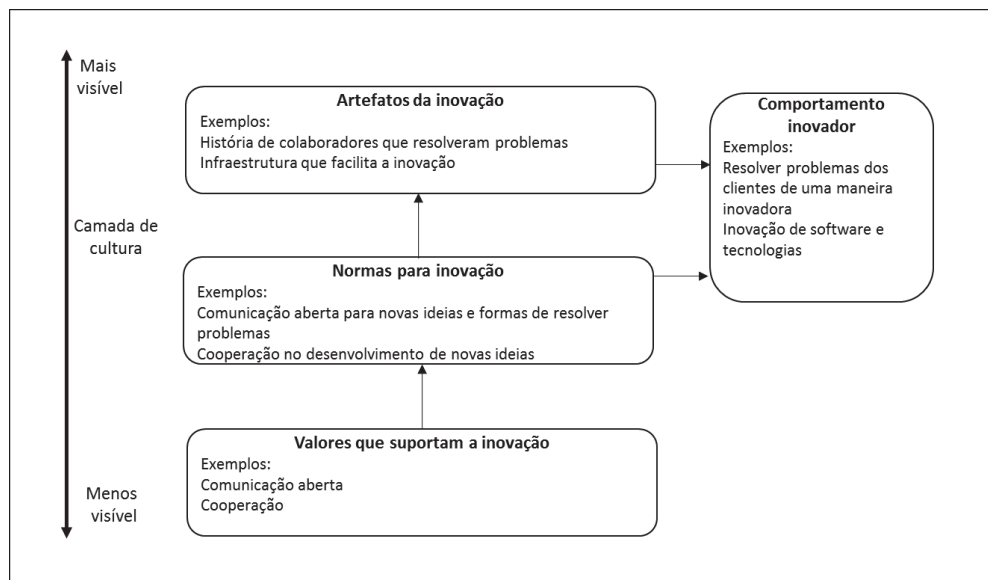 Mais
visível
Artefatos da inovação
Exemplos:
História de colaboradores que resolveram problemas
Infraestrutura que facilita a inovação
Comportamento
inovador
Exemplos:
Resolver problemas dos
clientes de uma maneira
inovadora
Inovação de software e
tecnologias
Camada de
cultura
Normas para inovação
Exemplos:
Comunicação aberta para novas ideias e formas de resolver
problemas
Cooperação no desenvolvimento de novas ideias
Valores que suportam a inovação
Exemplos:
Comunicação aberta
Cooperação
Menos
visível